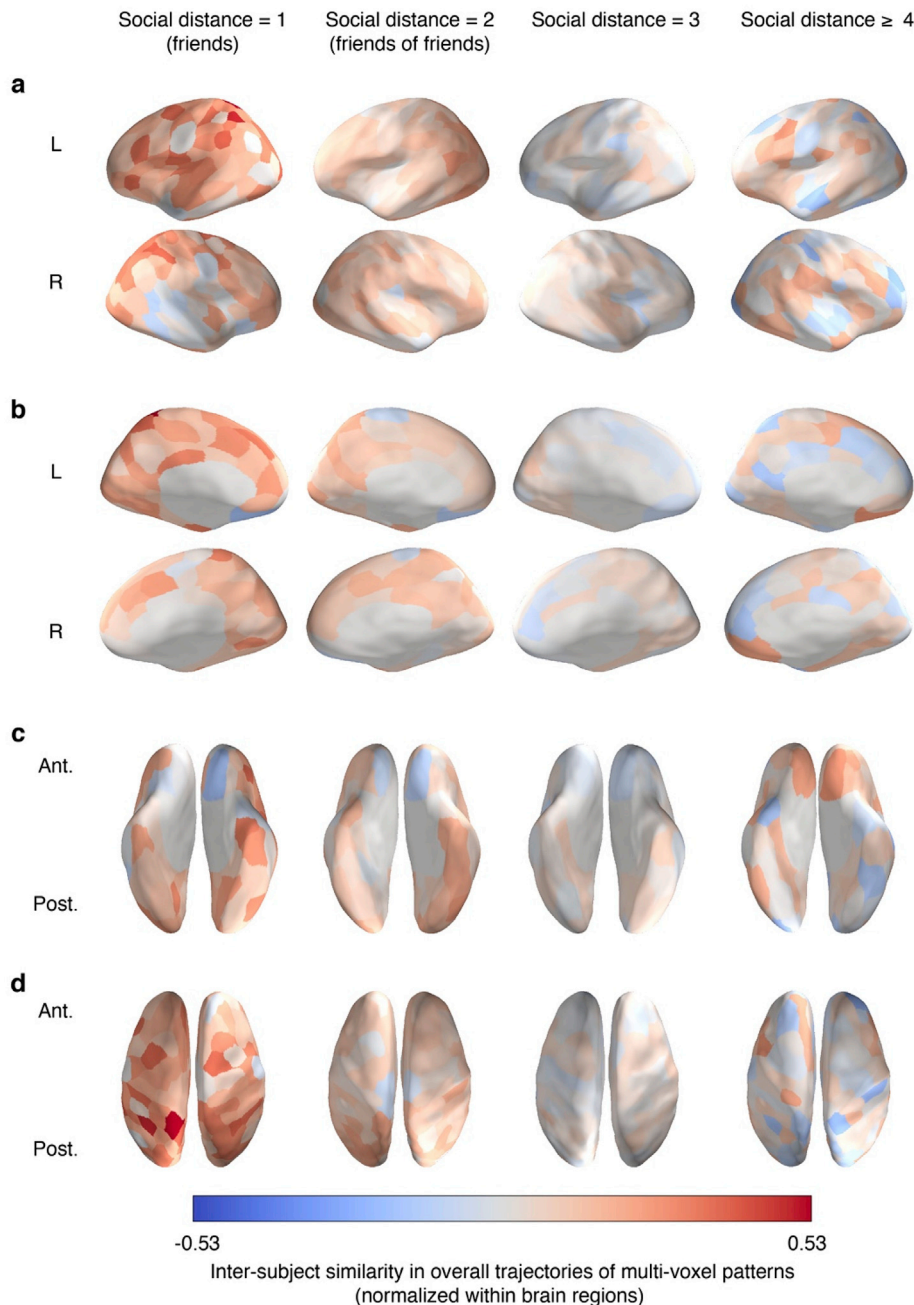 Social distance = 1 Social distance = 2 Social distance = 3 Social distance ≥ 4
(friends) (friends of friends)
a
L
R
b
L
R
c
Ant.
Post.
d
Ant.
Post.
-0.53 0.53
Inter-subject similarity in overall trajectories of multi-voxel patterns
(normalized within brain regions)